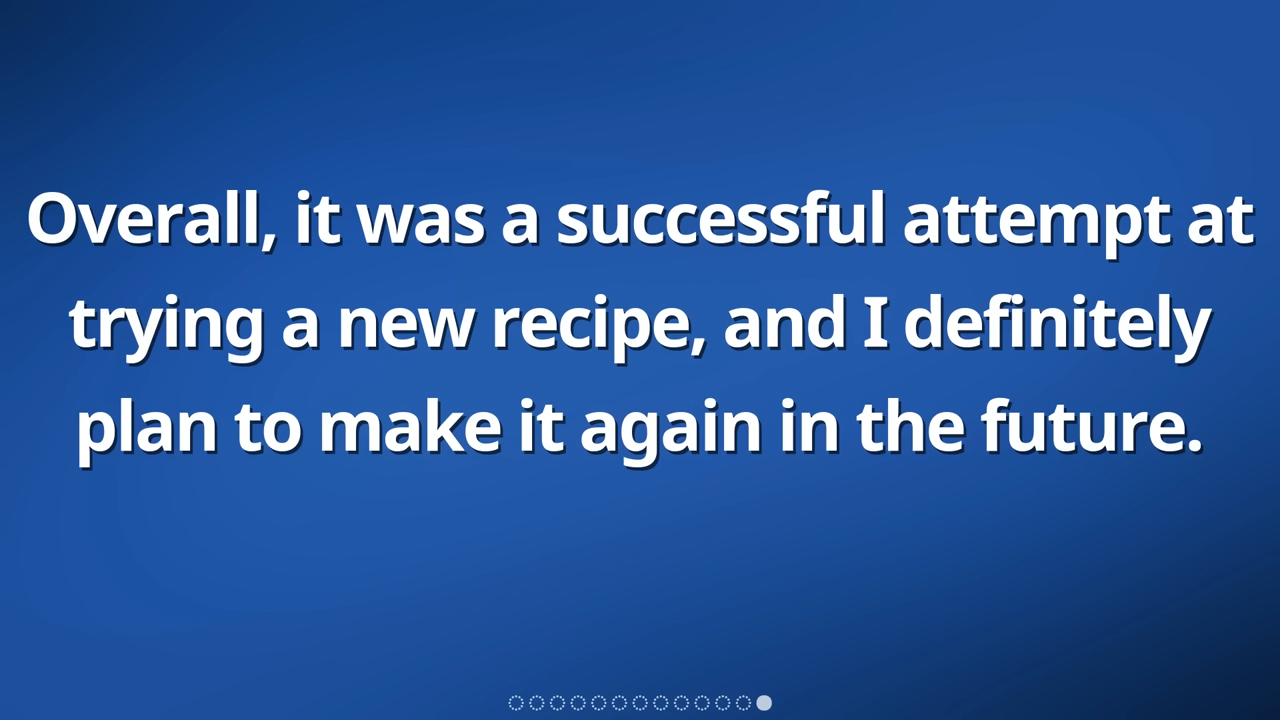 Overall, it was a successful attempt at
trying a new recipe, and I definitely
plan to make it again in the future.